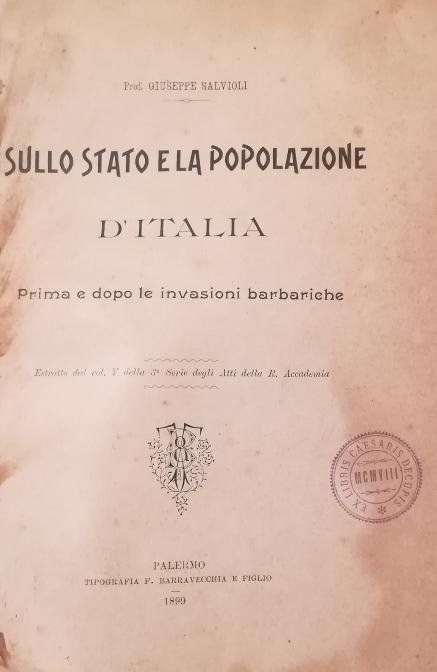 Prof. GIUSEPPE SALVIOLI
SULLO STATO E LA POPOLAZIONE
D'ITALIA
Prima e dopo le invasioni barbariche
Estratto dal vol. V della 3ª Serie degli Atti della R. Accademia
EX LIBRIS CAESARIS DECUPIS
MCMVIII
PALERMO
TIPOGRAFIA F. BARRAVECCHIA E FIGLIO
1899